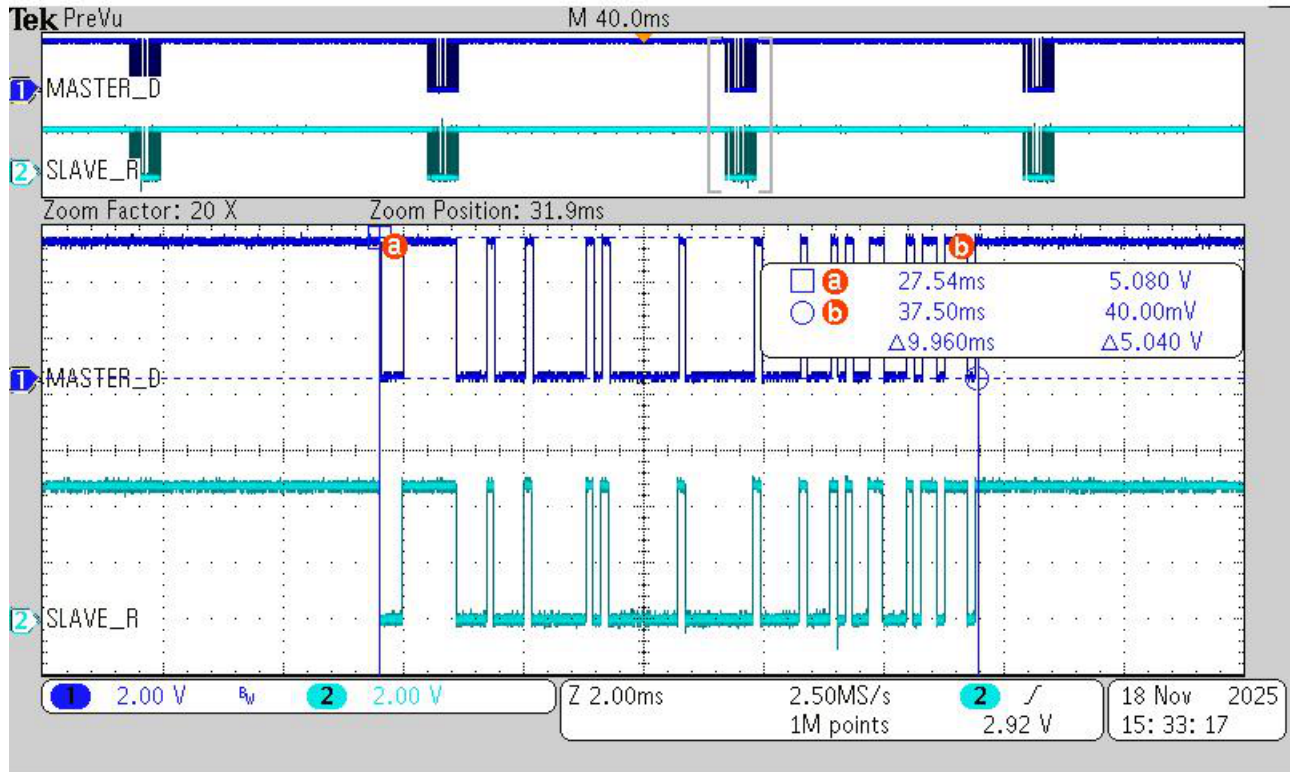 Tek PreVu M 40.0ms
1 MASTER_D
2 SLAVE_R
Zoom Factor: 20 X Zoom Position: 31.9ms
a b
a 27.54ms 5.080 V
b 37.50ms 40.00mV
Δ9.960ms Δ5.040 V
1 MASTER_D
2 SLAVE_R
1 2.00 V BW 2 2.00 V Z 2.00ms 2.50MS/s 2 18 Nov 2025
1M points 2.92 V 15: 33: 17